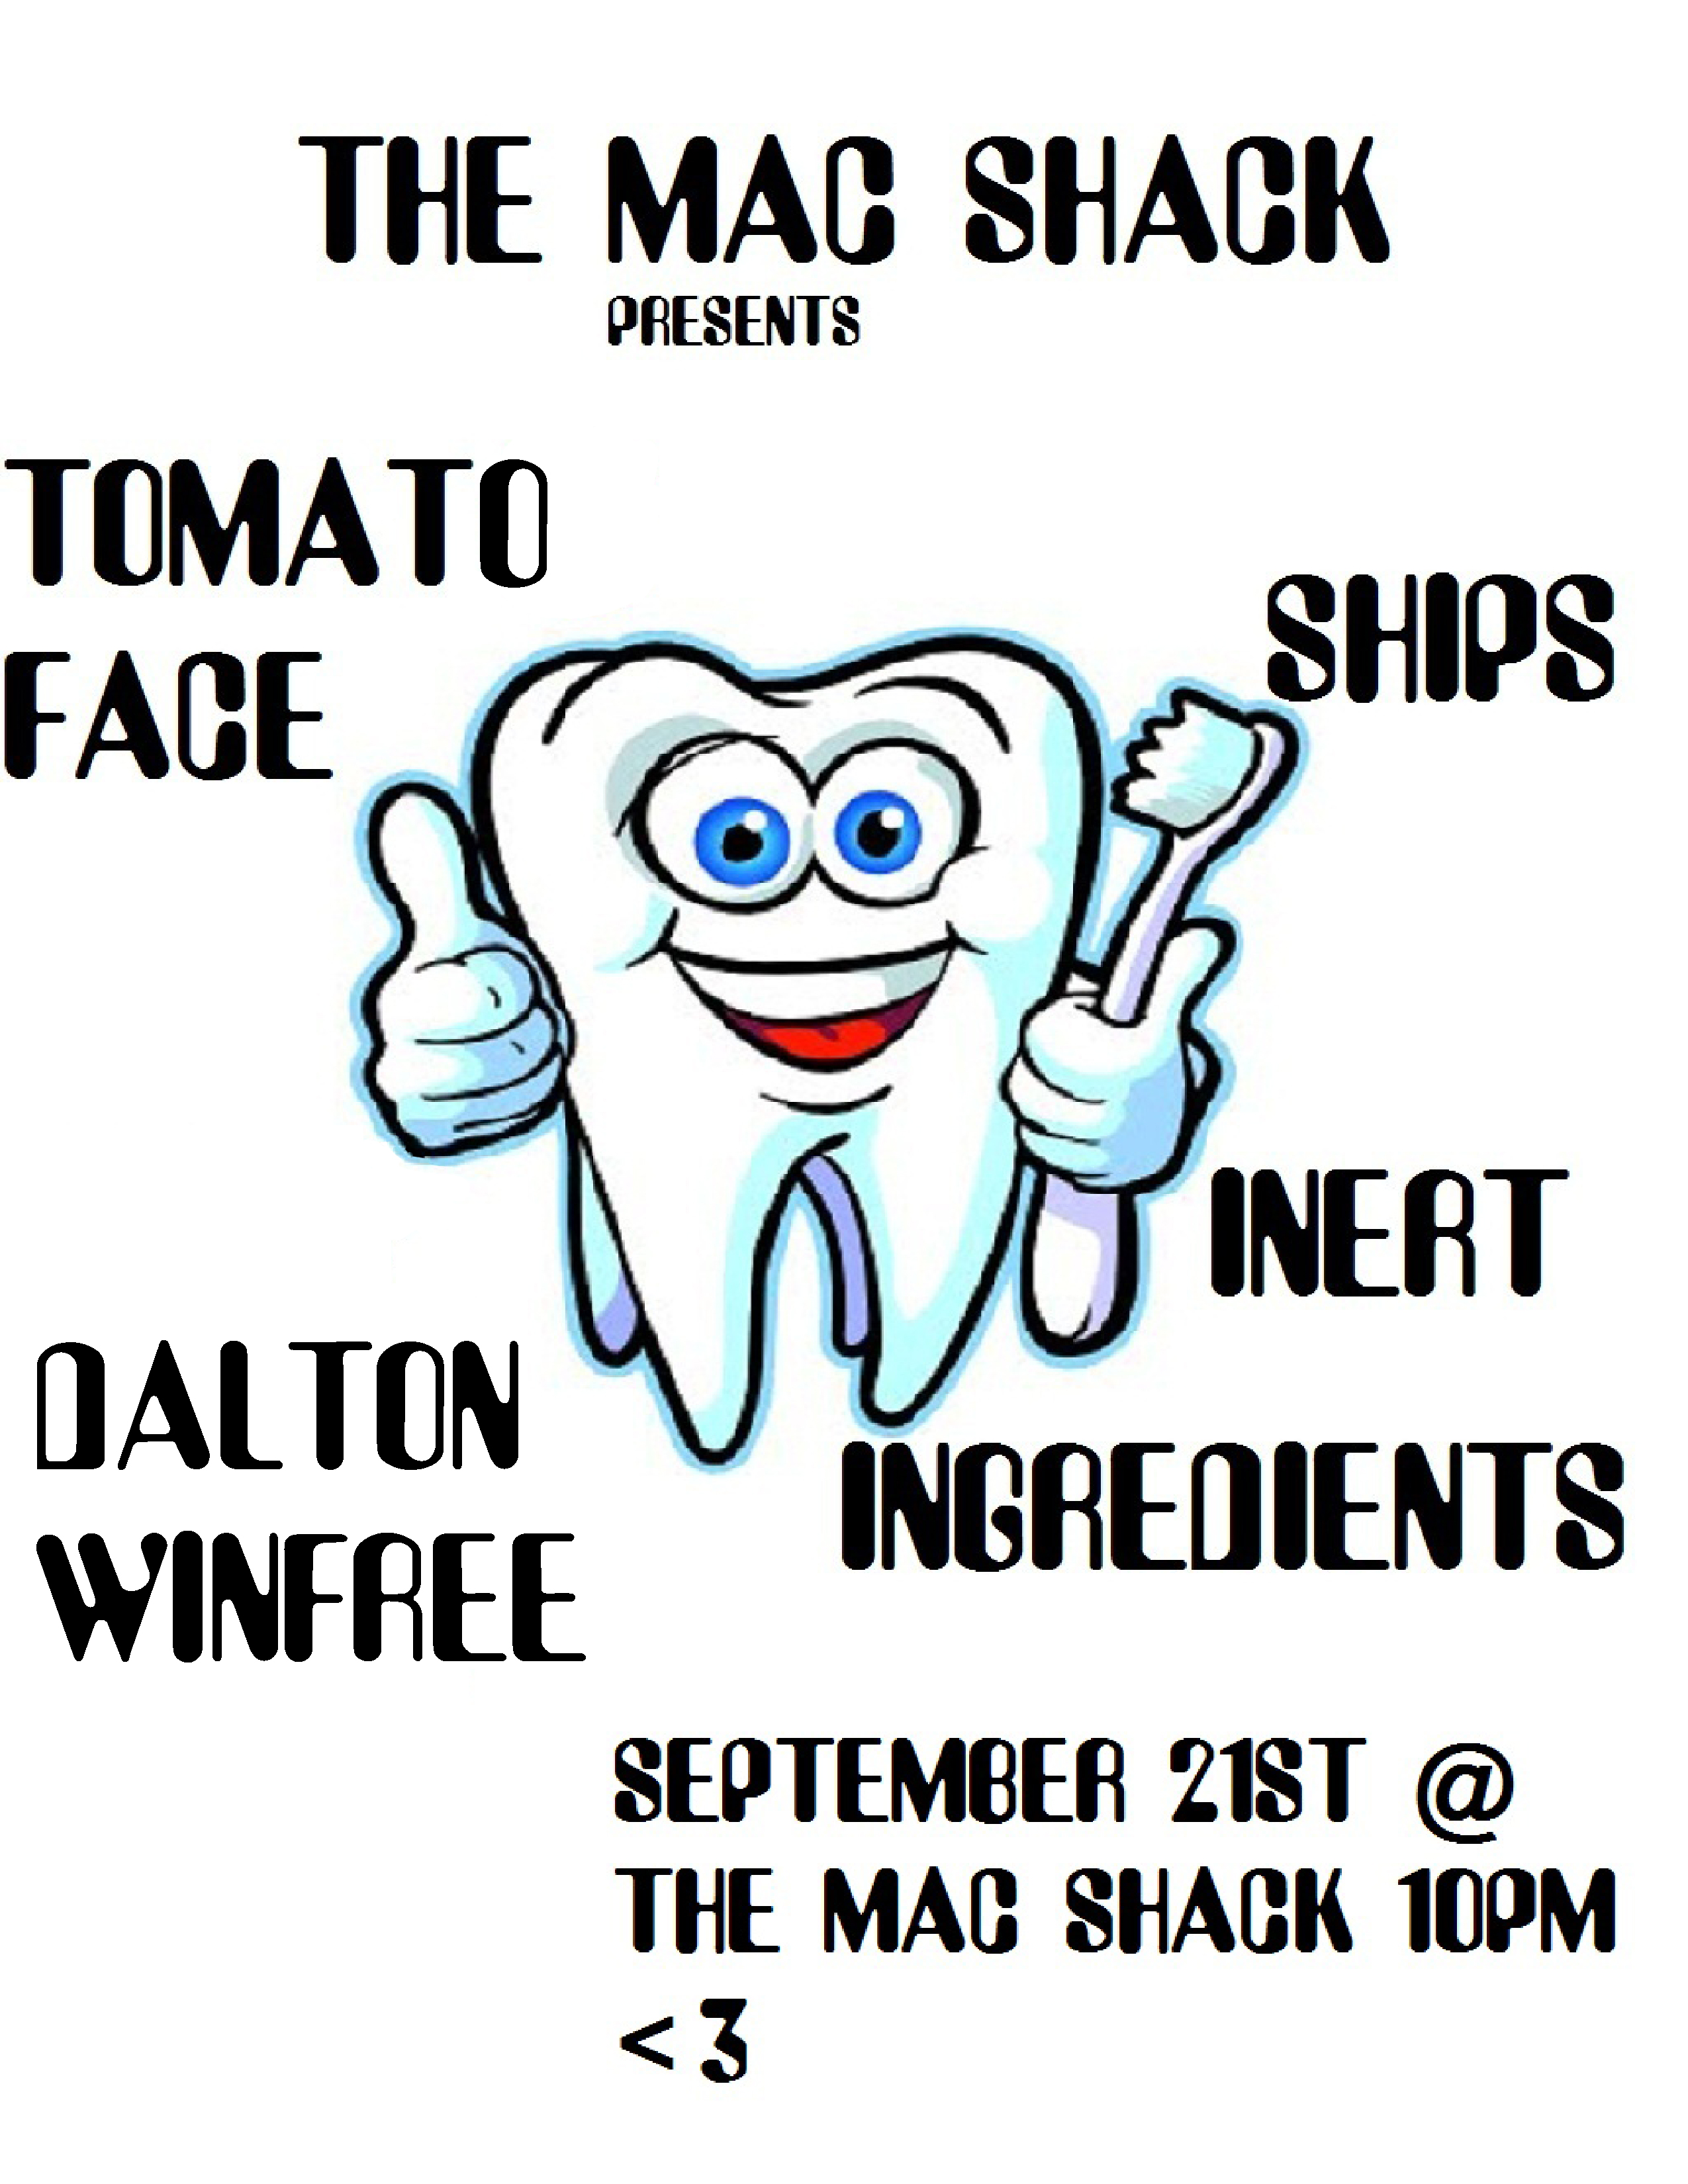 THE MAC SHACK
PRESENTS
TOMATO
FACE
SHIPS
INERT
INGREDIENTS
DALTON
WINFREE
SEPTEMBER 21ST @
THE MAC SHACK 10PM
<3